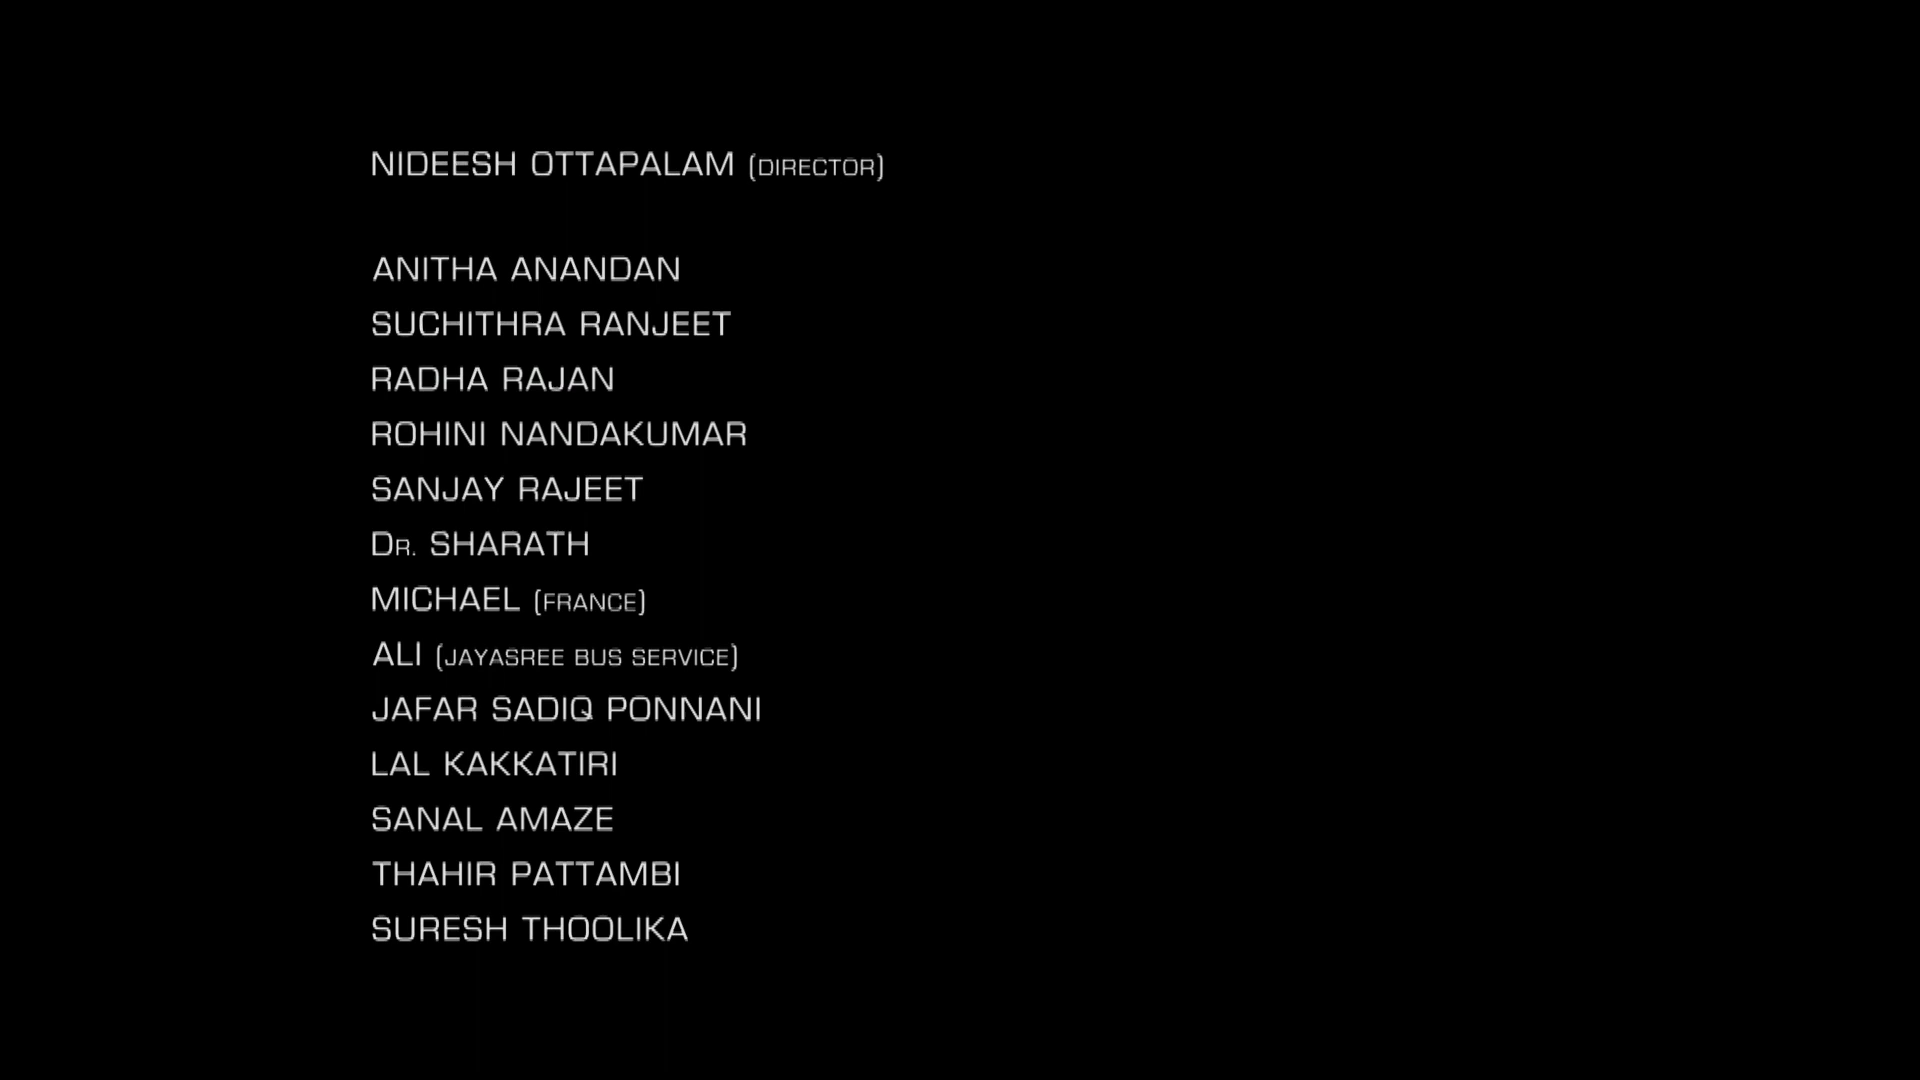 NIDEESH OTTAPALAM (DIRECTOR)
ANITHA ANANDAN
SUCHITHRA RANJEET
RADHA RAJAN
ROHINI NANDAKUMAR
SANJAY RAJEET
DR. SHARATH
MICHAEL (FRANCE)
ALI (JAYASREE BUS SERVICE)
JAFAR SADIQ PONNANI
LAL KAKKATIRI
SANAL AMAZE
THAHIR PATTAMBI
SURESH THOOLIKA